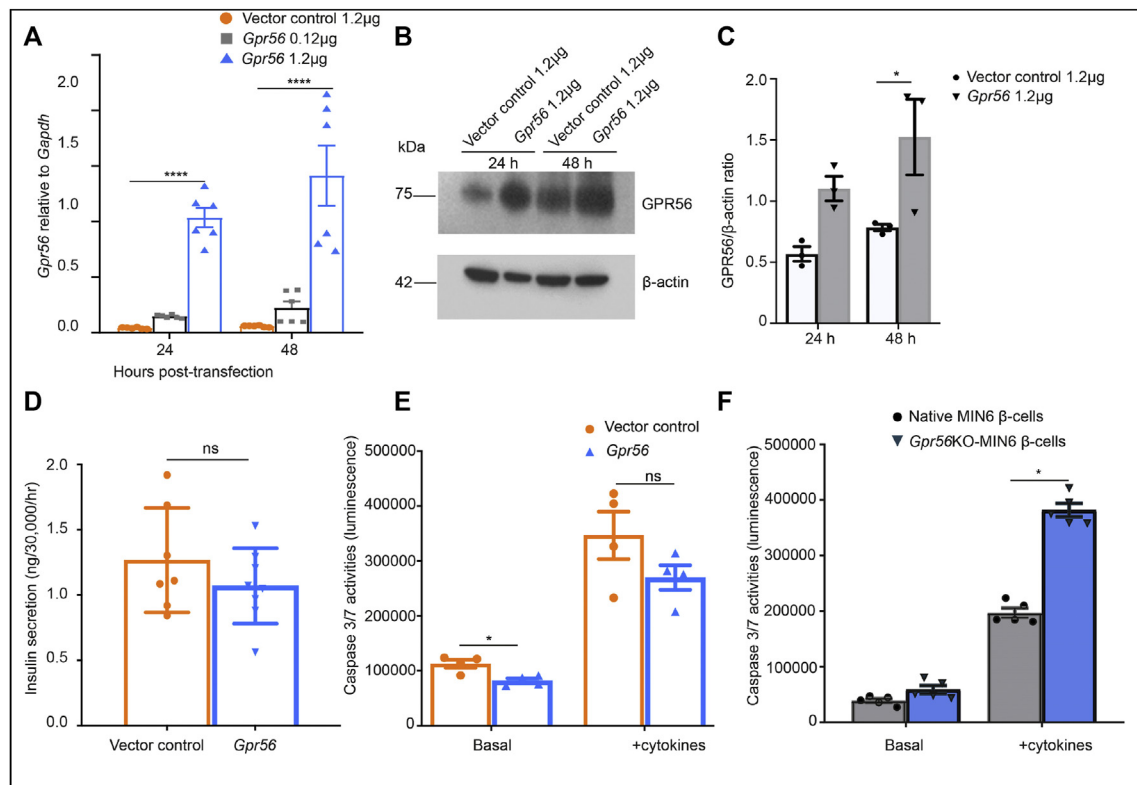 A
Vector control 1.2µg
Gpr56 0.12µg
Gpr56 1.2µg
2.0
1.5
1.0
0.5
0.0
Gpr56 relative to Gapdh
****
****
24
48
Hours post-transfection
B
Vector control 1.2µg
Gpr56 1.2µg
Vector control 1.2µg
Gpr56 1.2µg
kDa
24 h
48 h
75
GPR56
42
β-actin
C
Vector control 1.2µg
Gpr56 1.2µg
2.0
1.5
1.0
0.5
0
GPR56/β-actin ratio
*
24 h
48 h
D
2.0
1.5
1.0
0.5
0.0
Insulin secretion (ng/30,000/hr)
ns
Vector control
Gpr56
E
Vector control
Gpr56
500000
400000
300000
200000
100000
0
Caspase 3/7 activities (luminescence)
*
ns
Basal
+cytokines
F
Native MIN6 β-cells
Gpr56KO-MIN6 β-cells
500000
400000
300000
200000
100000
0
Caspase 3/7 activities (luminescence)
*
Basal
+cytokines